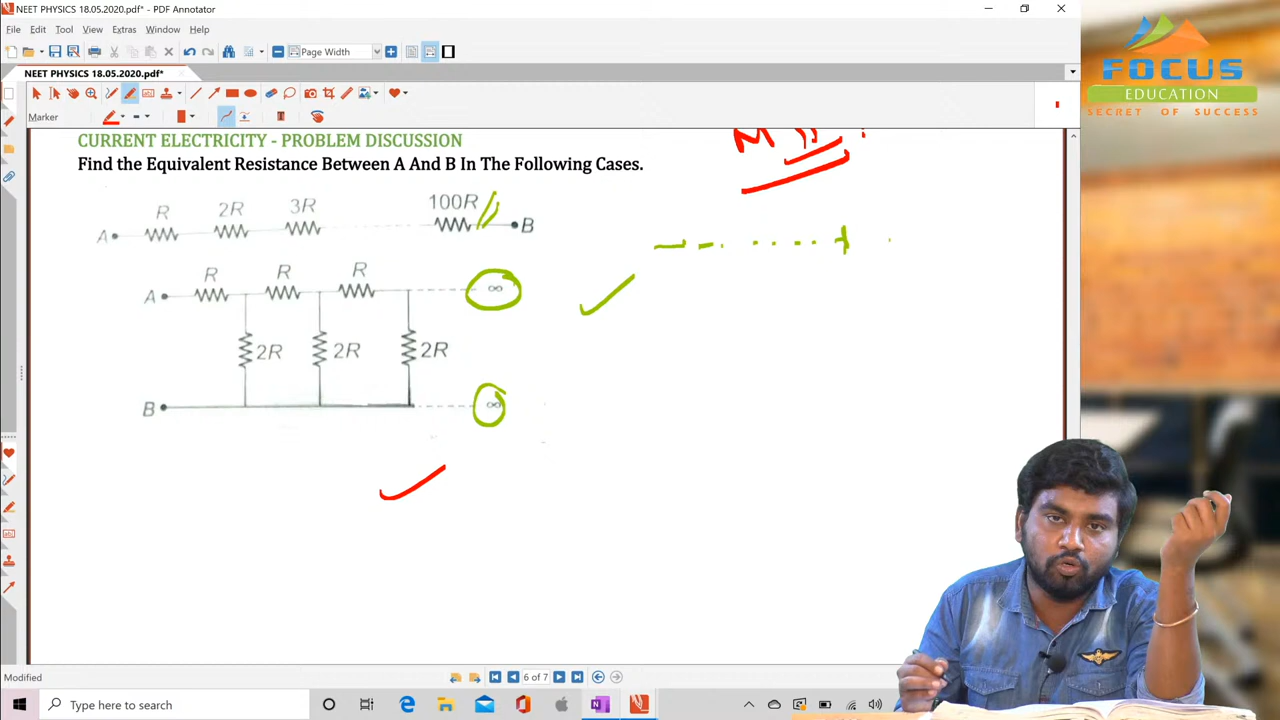 NEET PHYSICS 18.05.2020.pdf* - PDF Annotator
File Edit Tool View Extras Window Help
Page Width
NEET PHYSICS 18.05.2020.pdf*
Marker
FOCUS
EDUCATION
SECRET OF SUCCESS
CURRENT ELECTRICITY - PROBLEM DISCUSSION
Find the Equivalent Resistance Between A And B In The Following Cases.
R 2R 3R 100R
A B
R R R
A ∞
2R 2R 2R
B ∞
Modified
6 of 7
Type here to search